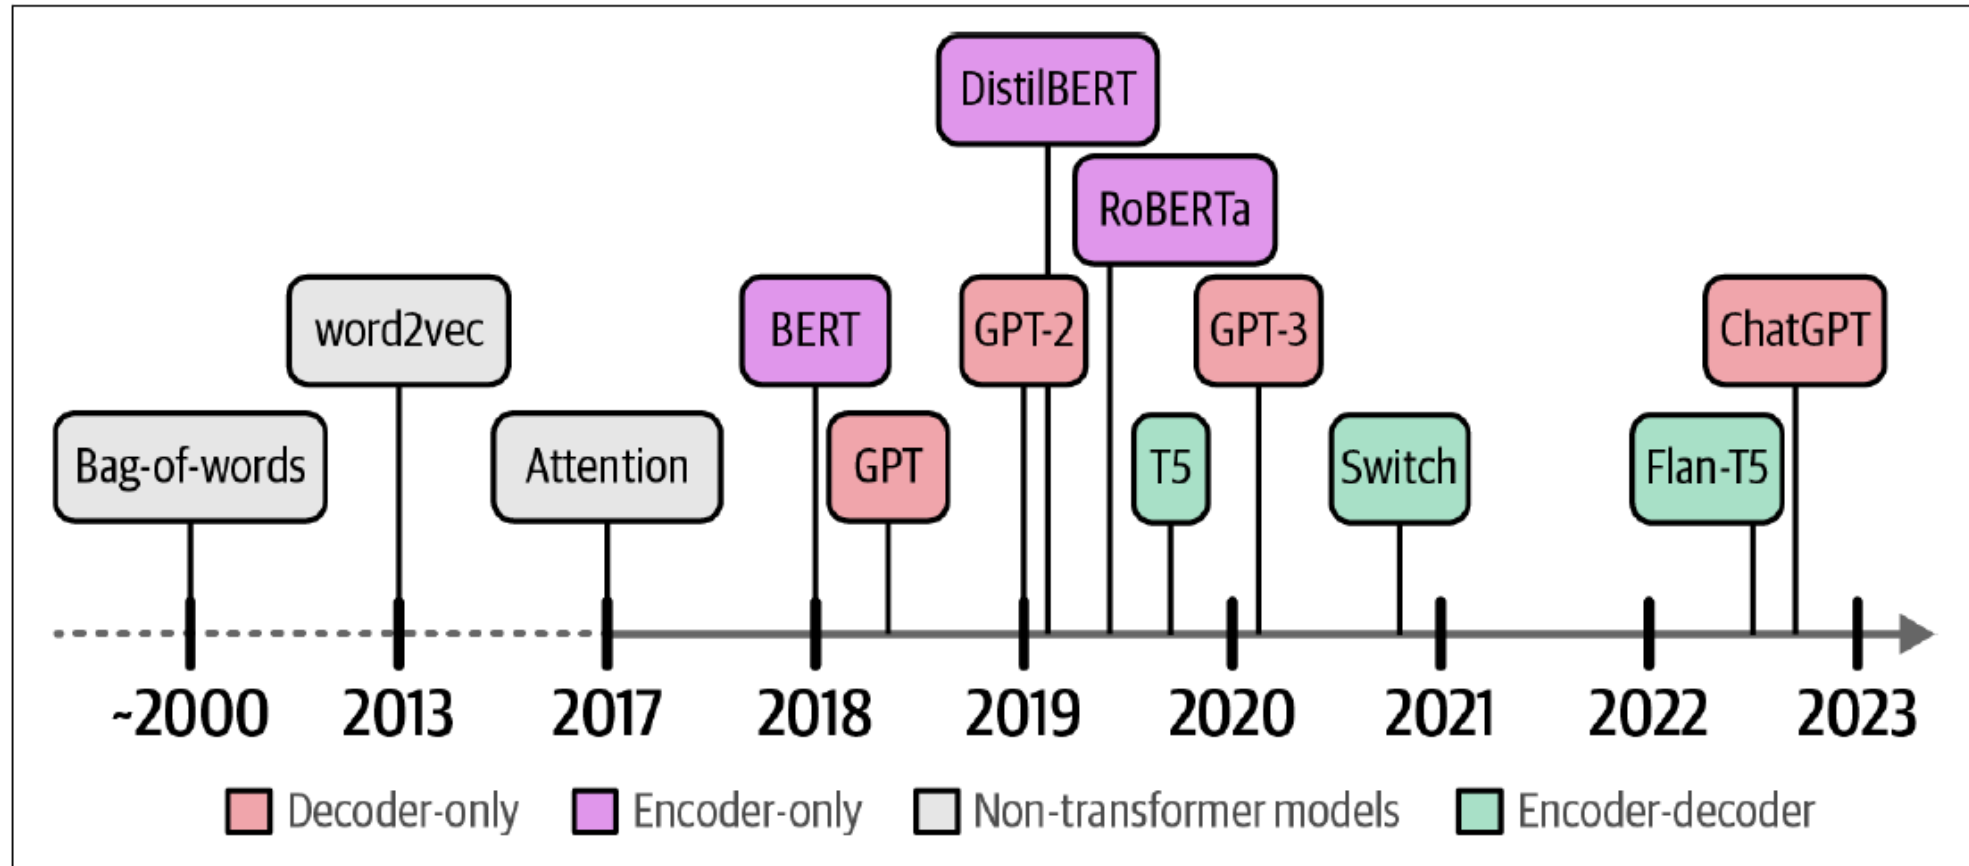 DistilBERT
RoBERTa
word2vec
BERT
GPT-2
GPT-3
ChatGPT
Bag-of-words
Attention
GPT
T5
Switch
Flan-T5
~2000 2013 2017 2018 2019 2020 2021 2022 2023
Decoder-only Encoder-only Non-transformer models Encoder-decoder